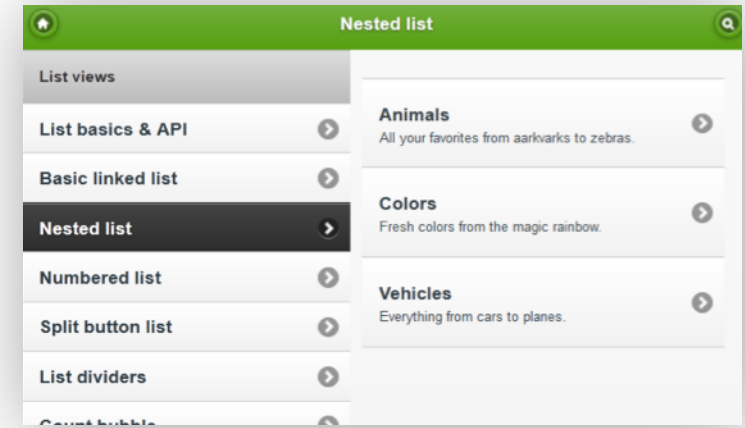 Nested list
List views
List basics & API
Basic linked list
Nested list
Numbered list
Split button list
List dividers
Count bubble
Animals
All your favorites from aarkvarks to zebras.
Colors
Fresh colors from the magic rainbow.
Vehicles
Everything from cars to planes.